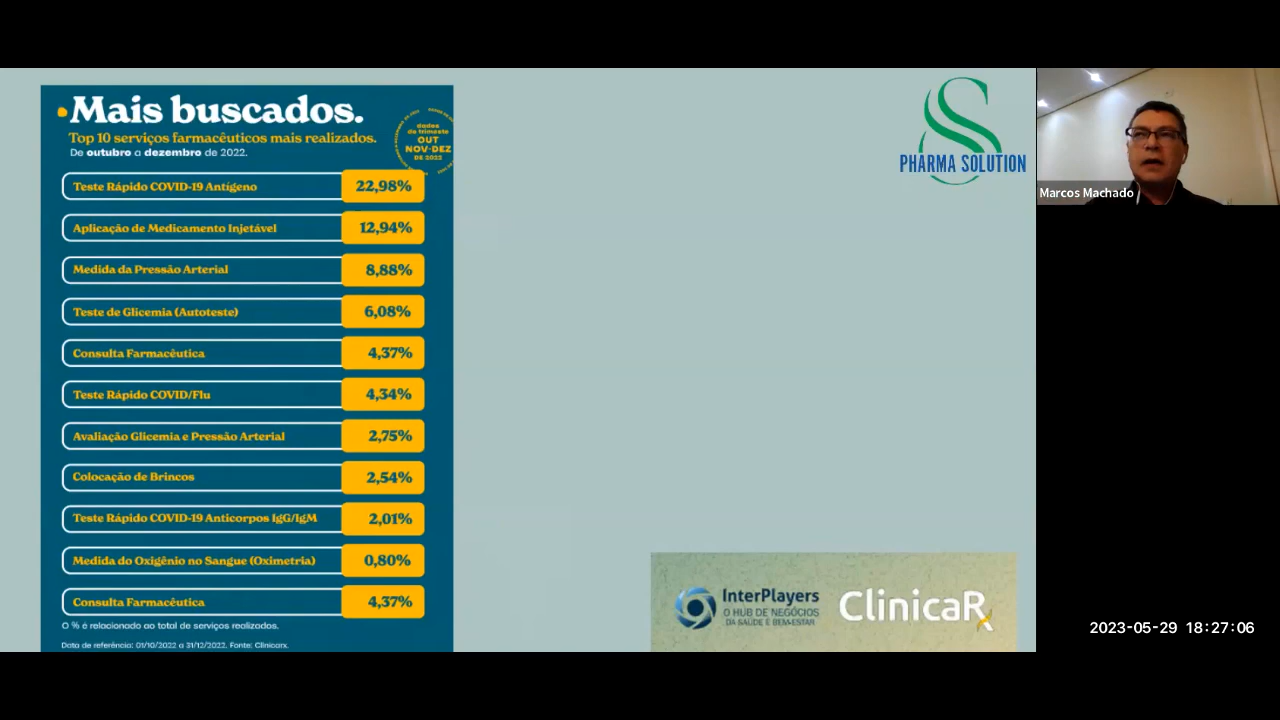 Mais buscados.
Top 10 serviços farmacêuticos mais realizados.
De outubro a dezembro de 2022.
dados
do trimeste
OUT
NOV-DEZ
DE 2022
Teste Rápido COVID-19 Antígeno 22,98%
Aplicação de Medicamento Injetável 12,94%
Medida da Pressão Arterial 8,88%
Teste de Glicemia (Autoteste) 6,08%
Consulta Farmacêutica 4,37%
Teste Rápido COVID/Flu 4,34%
Avaliação Glicemia e Pressão Arterial 2,75%
Colocação de Brincos 2,54%
Teste Rápido COVID-19 Anticorpos IgG/IgM 2,01%
Medida do Oxigênio no Sangue (Oximetria) 0,80%
Consulta Farmacêutica 4,37%
O % é relacionado ao total de serviços realizados.
Data de referência: 01/10/2022 a 31/12/2022. Fonte: Clinicarx.
PHARMA SOLUTION
InterPlayers
O HUB DE NEGÓCIOS
DA SAÚDE E BEM-ESTAR
ClinicaRx
Marcos Machado
2023-05-29 18:27:06